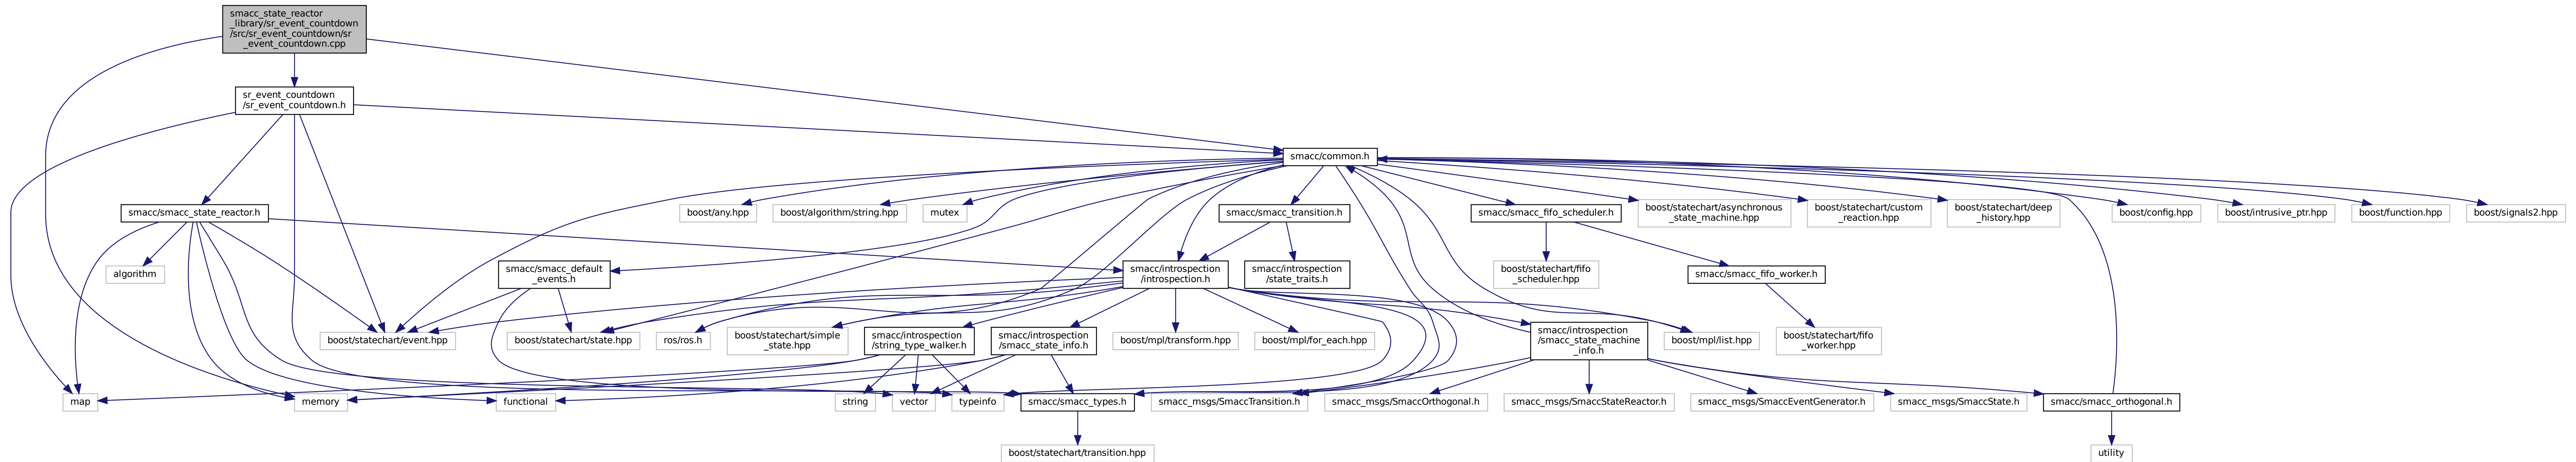 smacc_state_reactor
_library/sr_event_countdown
/src/sr_event_countdown/sr
_event_countdown.cpp
sr_event_countdown
/sr_event_countdown.h
smacc/common.h
smacc/smacc_state_reactor.h
boost/any.hpp
boost/algorithm/string.hpp
mutex
smacc/smacc_transition.h
smacc/smacc_fifo_scheduler.h
boost/statechart/asynchronous
_state_machine.hpp
boost/statechart/custom
_reaction.hpp
boost/statechart/deep
_history.hpp
boost/config.hpp
boost/intrusive_ptr.hpp
boost/function.hpp
boost/signals2.hpp
algorithm
smacc/smacc_default
_events.h
smacc/introspection
/introspection.h
smacc/introspection
/state_traits.h
boost/statechart/fifo
_scheduler.hpp
smacc/smacc_fifo_worker.h
boost/statechart/event.hpp
boost/statechart/state.hpp
ros/ros.h
boost/statechart/simple
_state.hpp
smacc/introspection
/string_type_walker.h
smacc/introspection
/smacc_state_info.h
boost/mpl/transform.hpp
boost/mpl/for_each.hpp
smacc/introspection
/smacc_state_machine
_info.h
boost/mpl/list.hpp
boost/statechart/fifo
_worker.hpp
map
memory
functional
string
vector
typeinfo
smacc/smacc_types.h
smacc_msgs/SmaccTransition.h
smacc_msgs/SmaccOrthogonal.h
smacc_msgs/SmaccStateReactor.h
smacc_msgs/SmaccEventGenerator.h
smacc_msgs/SmaccState.h
smacc/smacc_orthogonal.h
boost/statechart/transition.hpp
utility